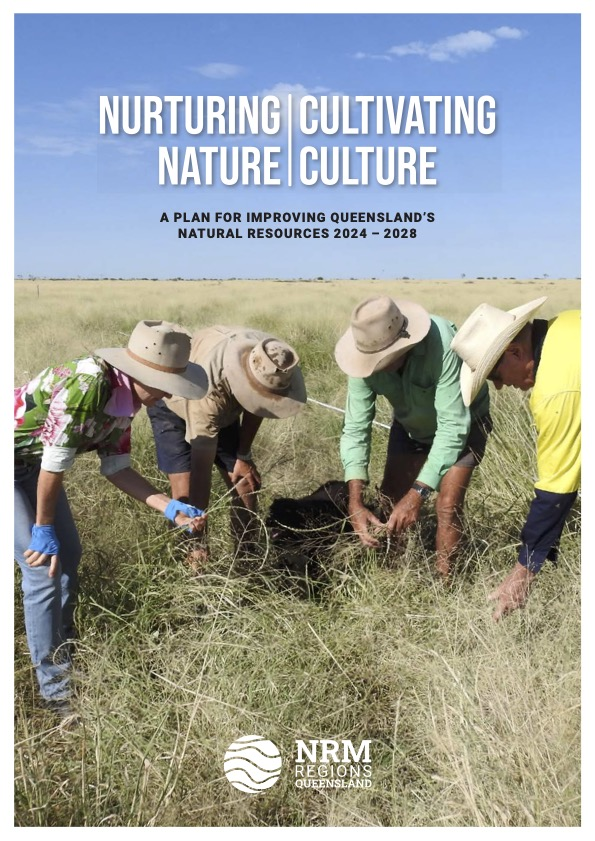 NURTURING | CULTIVATING
NATURE | CULTURE
A PLAN FOR IMPROVING QUEENSLAND'S
NATURAL RESOURCES 2024 – 2028
NRM
REGIONS
QUEENSLAND